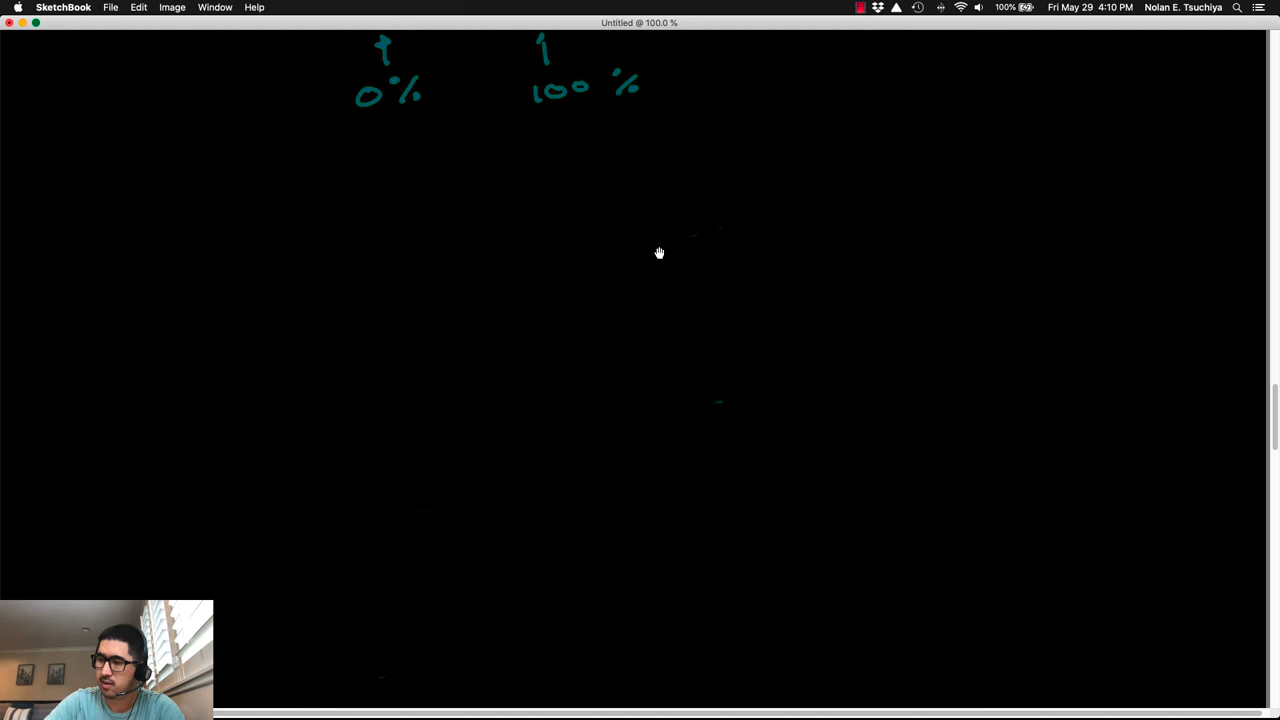 SketchBook File Edit Image Window Help 100% Fri May 29 4:10 PM Nolan E. Tsuchiya
Untitled @ 100.0 %
0% 100 %